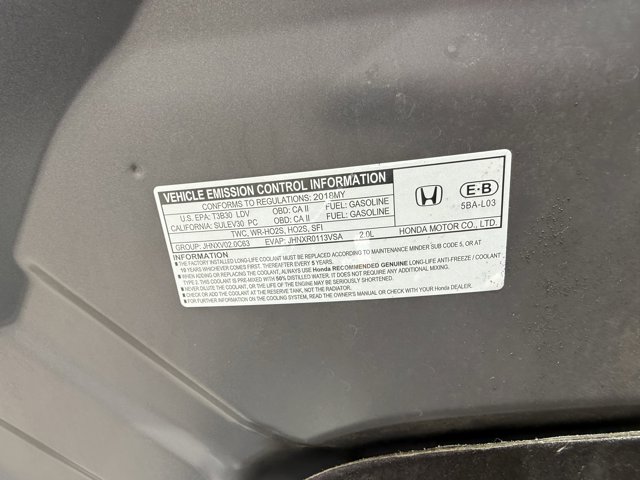 VEHICLE EMISSION CONTROL INFORMATION
CONFORMS TO REGULATIONS: 2018MY
U.S. EPA: T3B30 LDV OBD: CA II FUEL: GASOLINE
CALIFORNIA: SULEV30 PC OBD: CA II FUEL: GASOLINE
TWC, WR-HO2S, HO2S, SFI
GROUP: JHNXV02.0C63 EVAP: JHNXR0113VSA 2.0L HONDA MOTOR CO., LTD.
E·B
5BA-L03
■ THE FACTORY INSTALLED LONG-LIFE COOLANT MUST BE REPLACED ACCORDING TO MAINTENANCE MINDER SUB CODE 5, OR AT
10 YEARS WHICHEVER COMES FIRST. THEREAFTER EVERY 5 YEARS.
■ WHEN ADDING OR REPLACING THE COOLANT, ALWAYS USE Honda RECOMMENDED GENUINE LONG-LIFE ANTI-FREEZE / COOLANT
TYPE 2. THIS COOLANT IS PRE-MIXED WITH 50% DISTILLED WATER, IT DOES NOT REQUIRE ANY ADDITIONAL MIXING.
■ NEVER DILUTE THE COOLANT, OR THE LIFE OF THE ENGINE MAY BE SERIOUSLY SHORTENED.
■ CHECK OR ADD THE COOLANT AT THE RESERVE TANK, NOT THE RADIATOR.
■ FOR FURTHER INFORMATION ON THE COOLING SYSTEM, READ THE OWNER'S MANUAL OR CHECK WITH YOUR Honda DEALER.